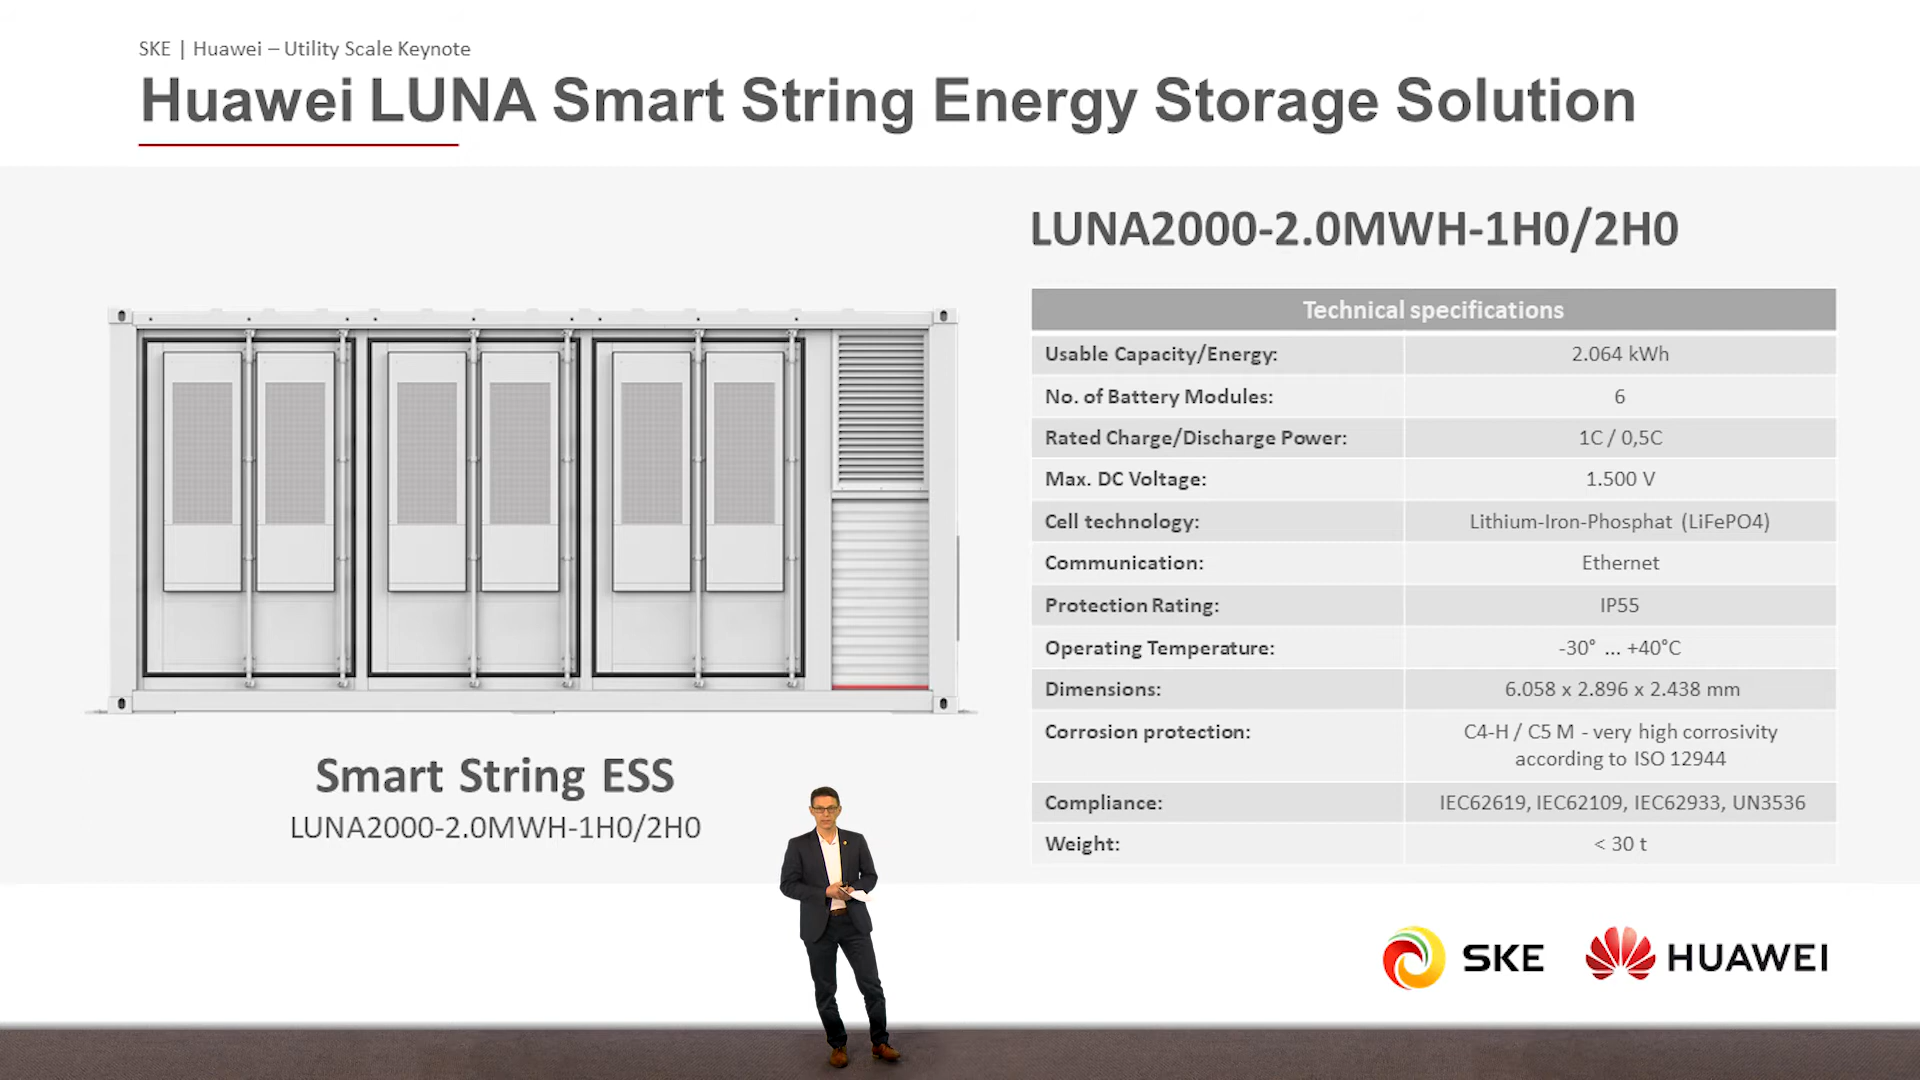 SKE | Huawei – Utility Scale Keynote
Huawei LUNA Smart String Energy Storage Solution
LUNA2000-2.0MWH-1H0/2H0
Technical specifications
Usable Capacity/Energy: 2.064 kWh
No. of Battery Modules: 6
Rated Charge/Discharge Power: 1C / 0,5C
Max. DC Voltage: 1.500 V
Cell technology: Lithium-Iron-Phosphat (LiFePO4)
Communication: Ethernet
Protection Rating: IP55
Operating Temperature: -30° ... +40°C
Dimensions: 6.058 x 2.896 x 2.438 mm
Corrosion protection: C4-H / C5 M - very high corrosivity
according to ISO 12944
Compliance: IEC62619, IEC62109, IEC62933, UN3536
Weight: < 30 t
Smart String ESS
LUNA2000-2.0MWH-1H0/2H0
SKE HUAWEI